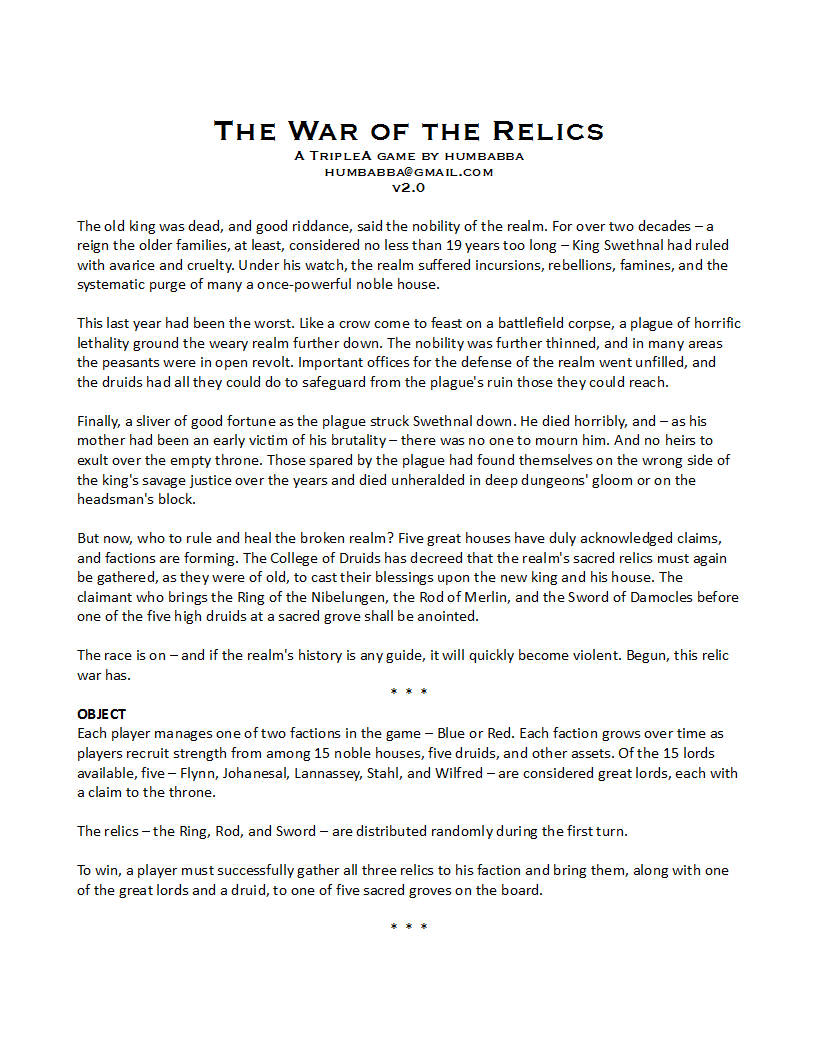 The War of the Relics
A TripleA game by humbabba
humbabba@gmail.com
v2.0
The old king was dead, and good riddance, said the nobility of the realm. For over two decades – a
reign the older families, at least, considered no less than 19 years too long – King Swethnal had ruled
with avarice and cruelty. Under his watch, the realm suffered incursions, rebellions, famines, and the
systematic purge of many a once-powerful noble house.
This last year had been the worst. Like a crow come to feast on a battlefield corpse, a plague of horrific
lethality ground the weary realm further down. The nobility was further thinned, and in many areas
the peasants were in open revolt. Important offices for the defense of the realm went unfilled, and
the druids had all they could do to safeguard from the plague's ruin those they could reach.
Finally, a sliver of good fortune as the plague struck Swethnal down. He died horribly, and – as his
mother had been an early victim of his brutality – there was no one to mourn him. And no heirs to
exult over the empty throne. Those spared by the plague had found themselves on the wrong side of
the king's savage justice over the years and died unheralded in deep dungeons' gloom or on the
headsman's block.
But now, who to rule and heal the broken realm? Five great houses have duly acknowledged claims,
and factions are forming. The College of Druids has decreed that the realm's sacred relics must again
be gathered, as they were of old, to cast their blessings upon the new king and his house. The
claimant who brings the Ring of the Nibelungen, the Rod of Merlin, and the Sword of Damocles before
one of the five high druids at a sacred grove shall be anointed.
The race is on – and if the realm's history is any guide, it will quickly become violent. Begun, this relic
war has.
* * *
OBJECT
Each player manages one of two factions in the game – Blue or Red. Each faction grows over time as
players recruit strength from among 15 noble houses, five druids, and other assets. Of the 15 lords
available, five – Flynn, Johanesal, Lannassey, Stahl, and Wilfred – are considered great lords, each with
a claim to the throne.
The relics – the Ring, Rod, and Sword – are distributed randomly during the first turn.
To win, a player must successfully gather all three relics to his faction and bring them, along with one
of the great lords and a druid, to one of five sacred groves on the board.
* * *